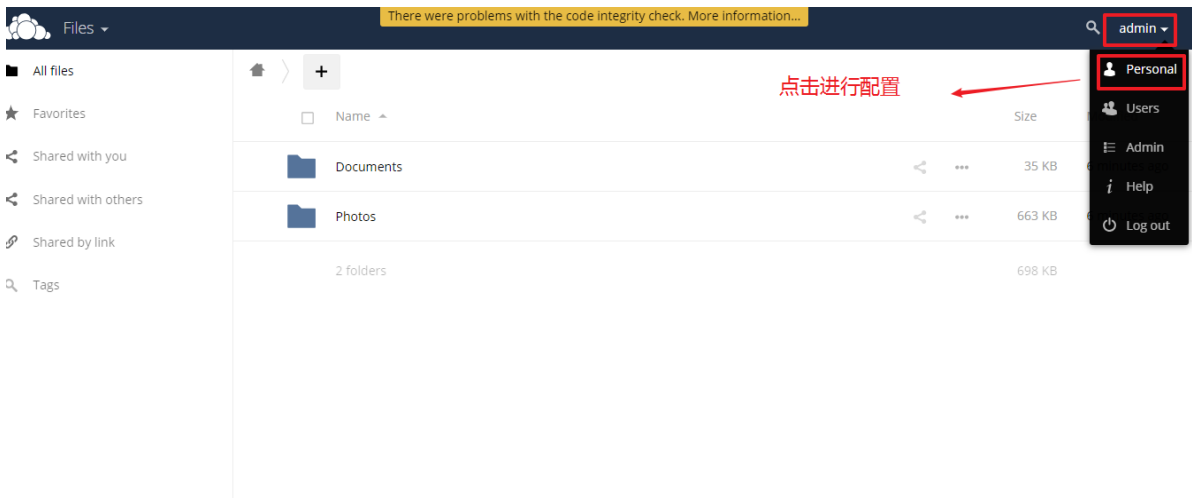 There were problems with the code integrity check. More information...
Files
admin
All files
Personal
点击进行配置
Favorites
Name
Size
Users
Shared with you
Admin
Documents
35 KB
Shared with others
Help
Photos
663 KB
Log out
Shared by link
2 folders
698 KB
Tags